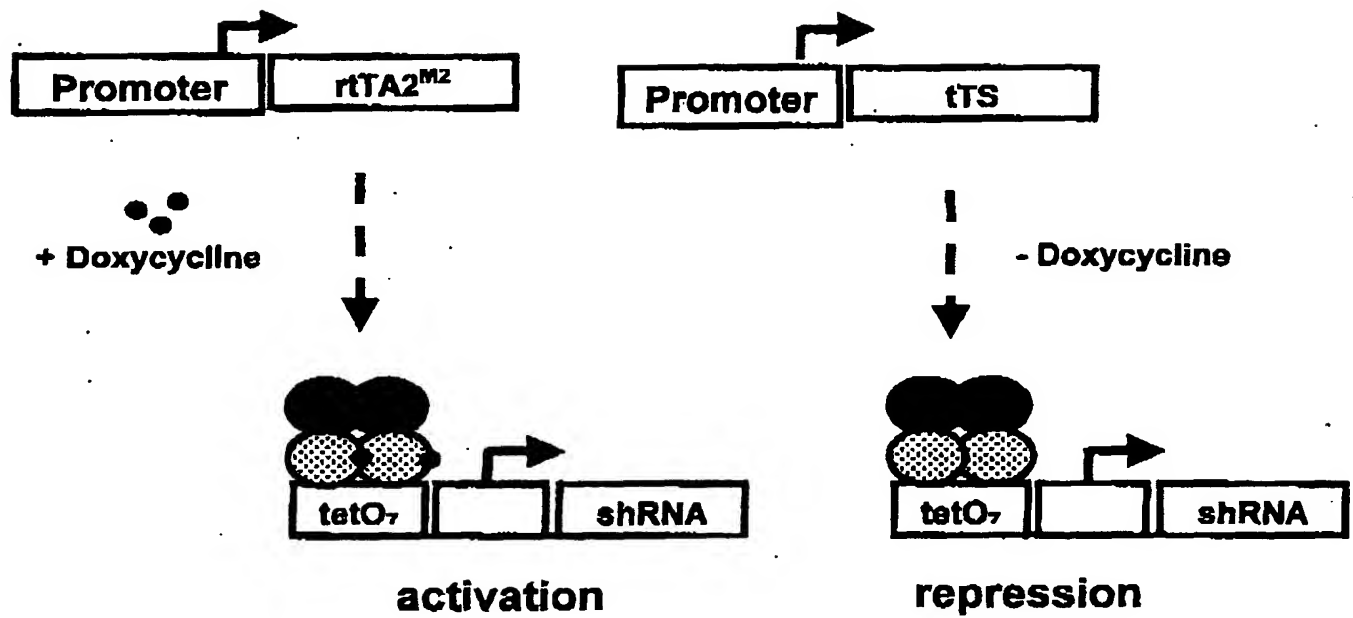 Promoter rtTA2ᴹ²
Promoter tTS
+ Doxycycline
- Doxycycline
tetO₇ shRNA
tetO₇ shRNA
activation
repression